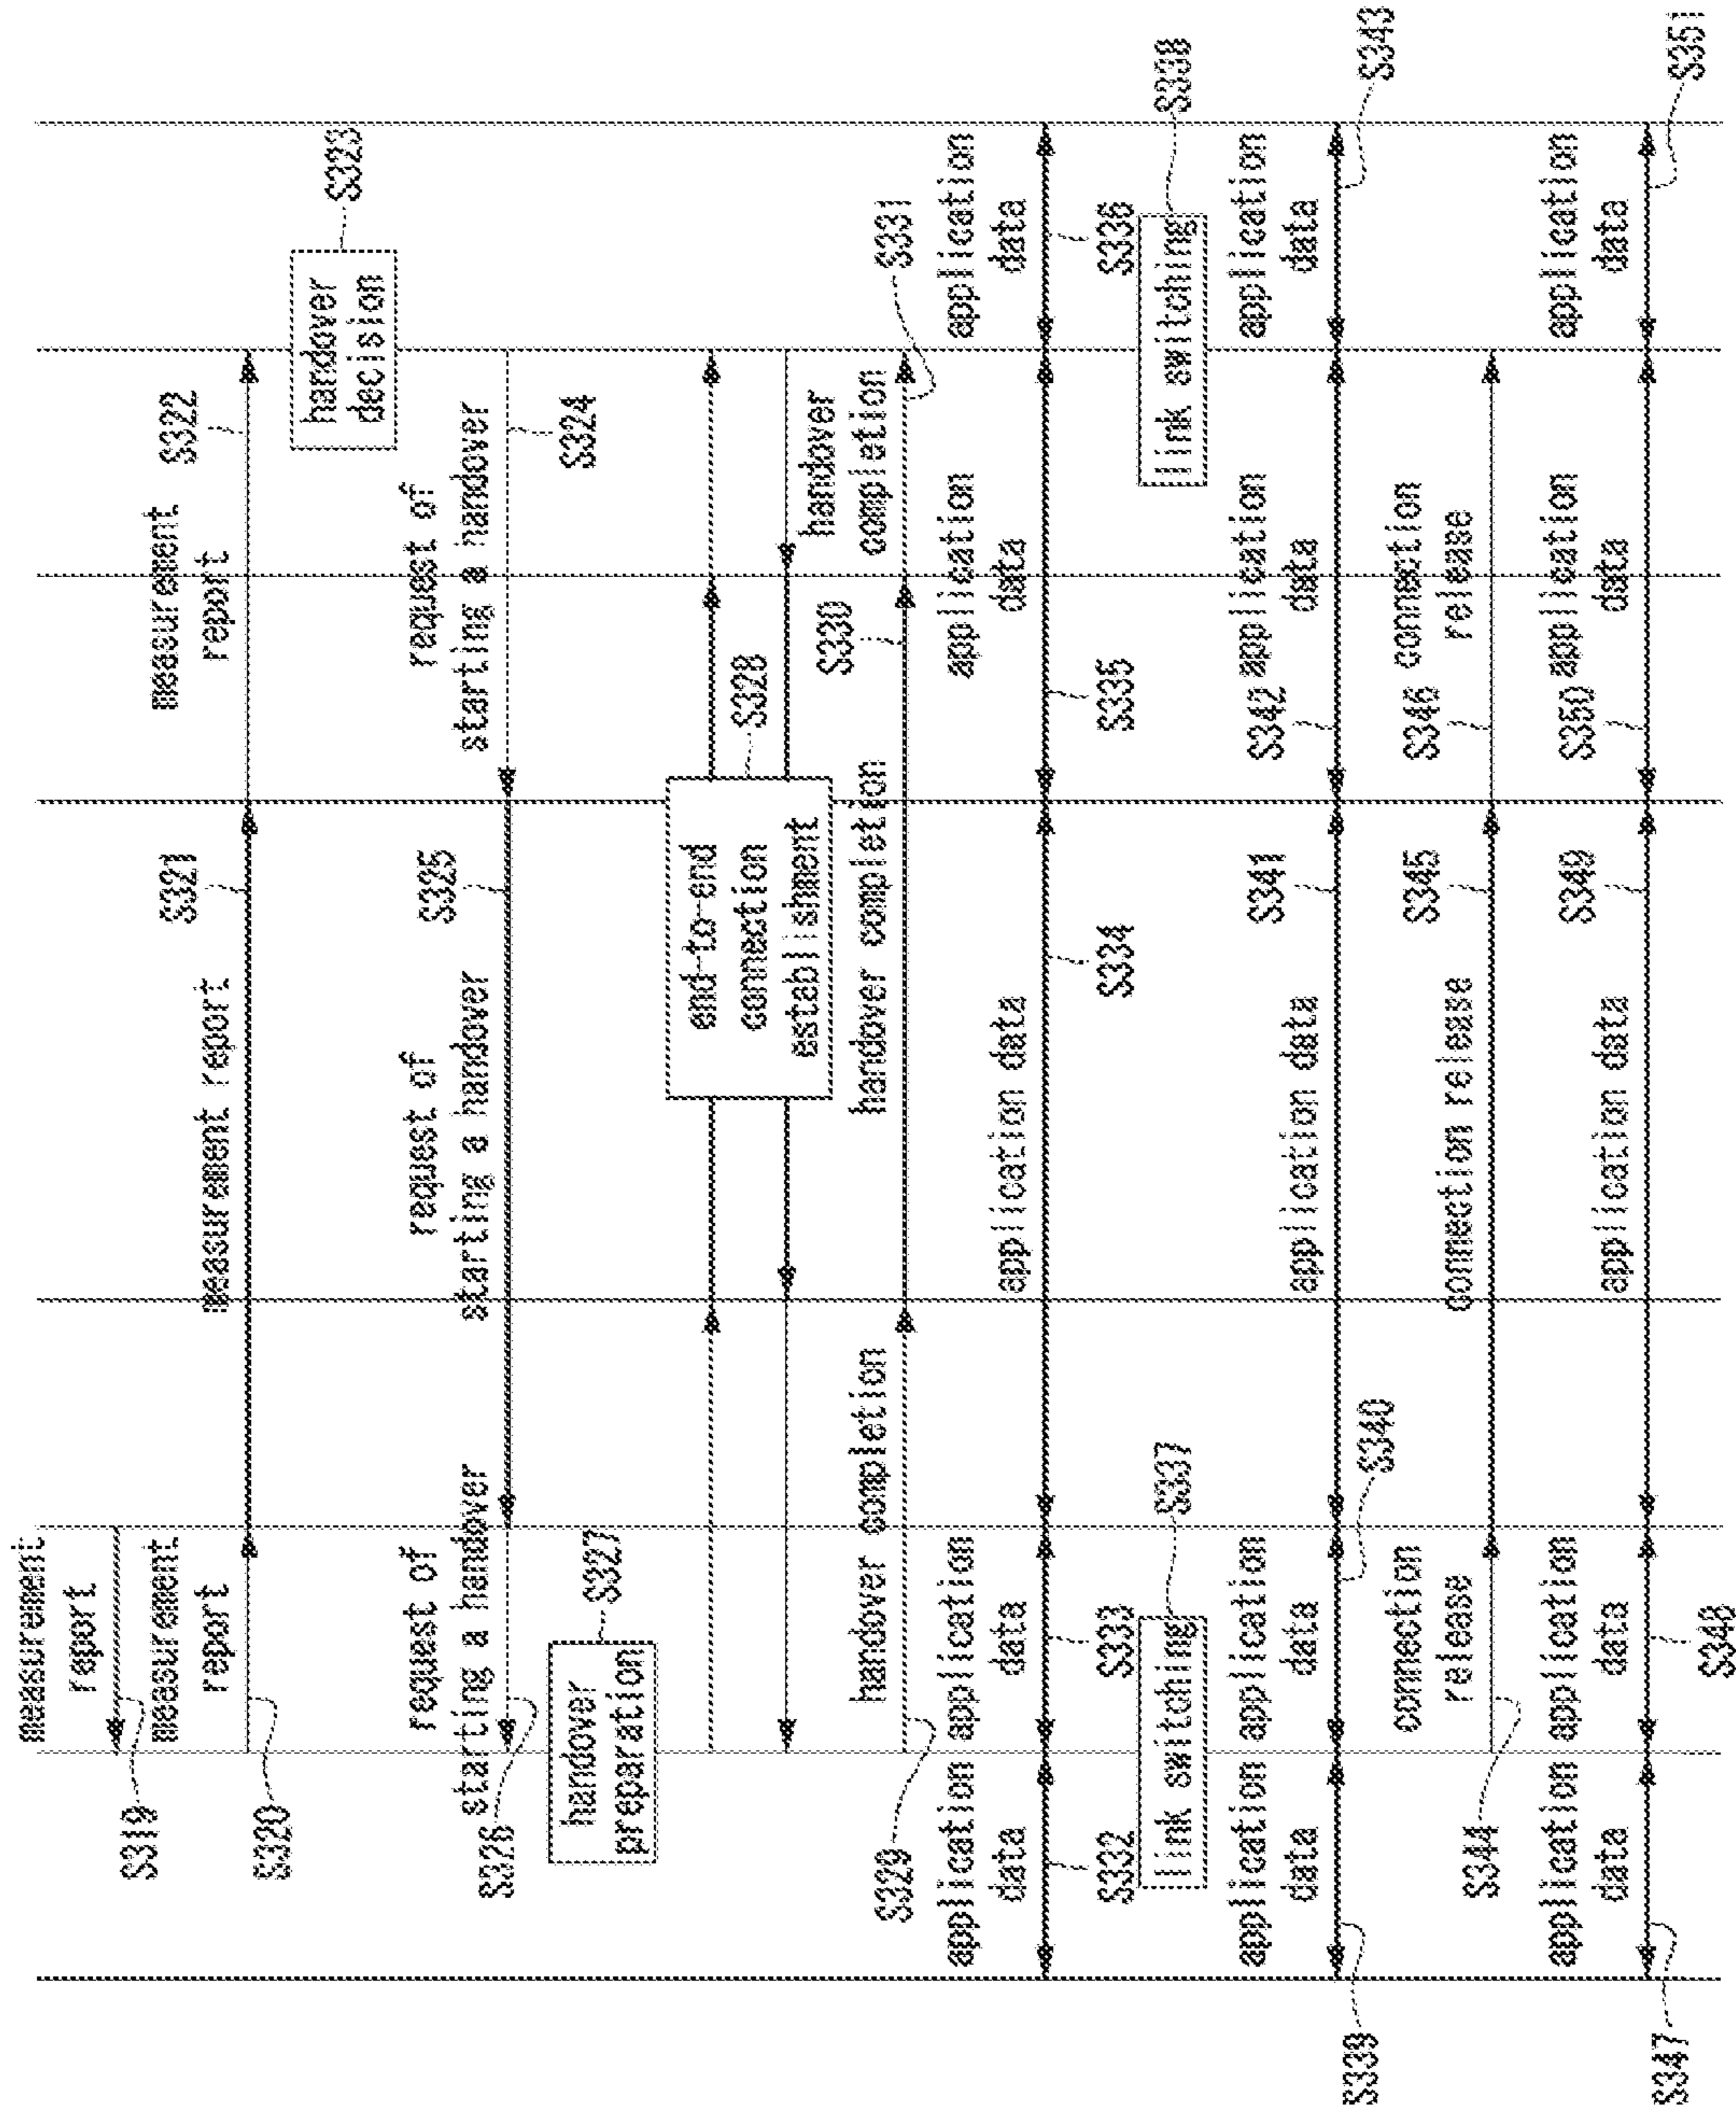 measurement
report
S319
measurement
report
S320
measurement report
S321
measurement
report
S322
handover
decision
S323
request of
starting a handover
S324
request of
starting a handover
S325
request of
starting a handover
S326
handover
preparation
S327
end-to-end
connection
establishment
S328
handover completion
S329
handover completion
S330
handover
completion
S331
application
data
S332
application
data
S333
application data
S334
application
data
S335
application
data
S336
link switching
S337
link switching
S338
application
data
S339
application
data
S340
application data
S341
application
data
S342
application
data
S343
connection
release
S344
connection release
S345
connection
release
S346
application
data
S347
application
data
S348
application data
S349
application
data
S350
application
data
S351